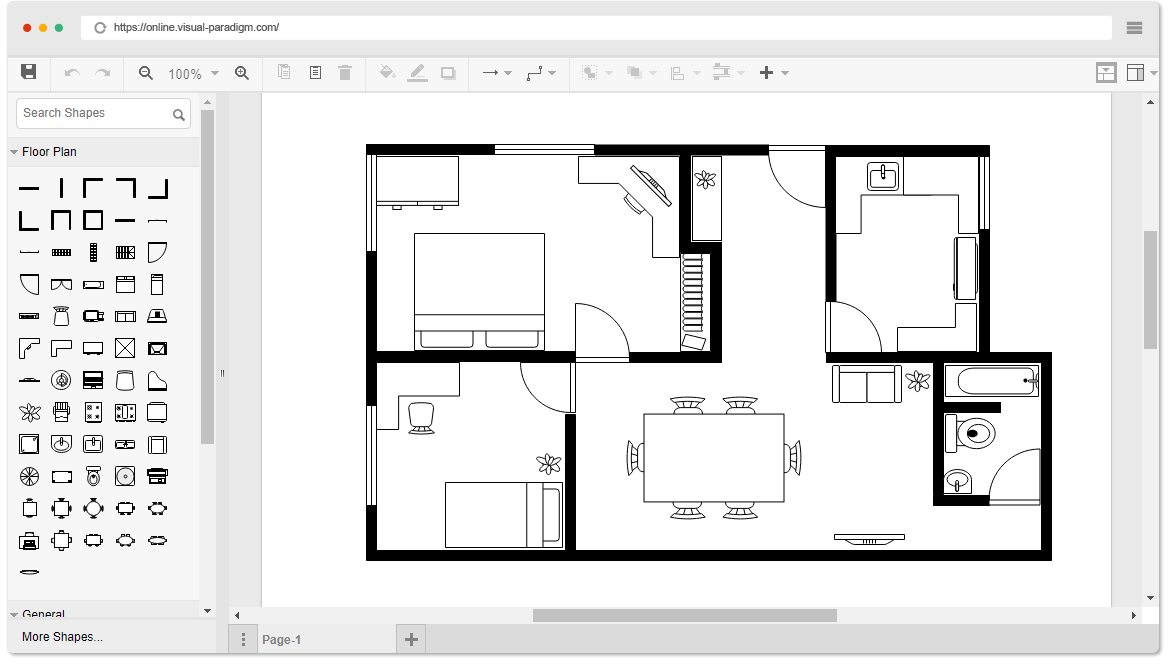 https://online.visual-paradigm.com/
100%
Search Shapes
Floor Plan
General
More Shapes...
Page-1